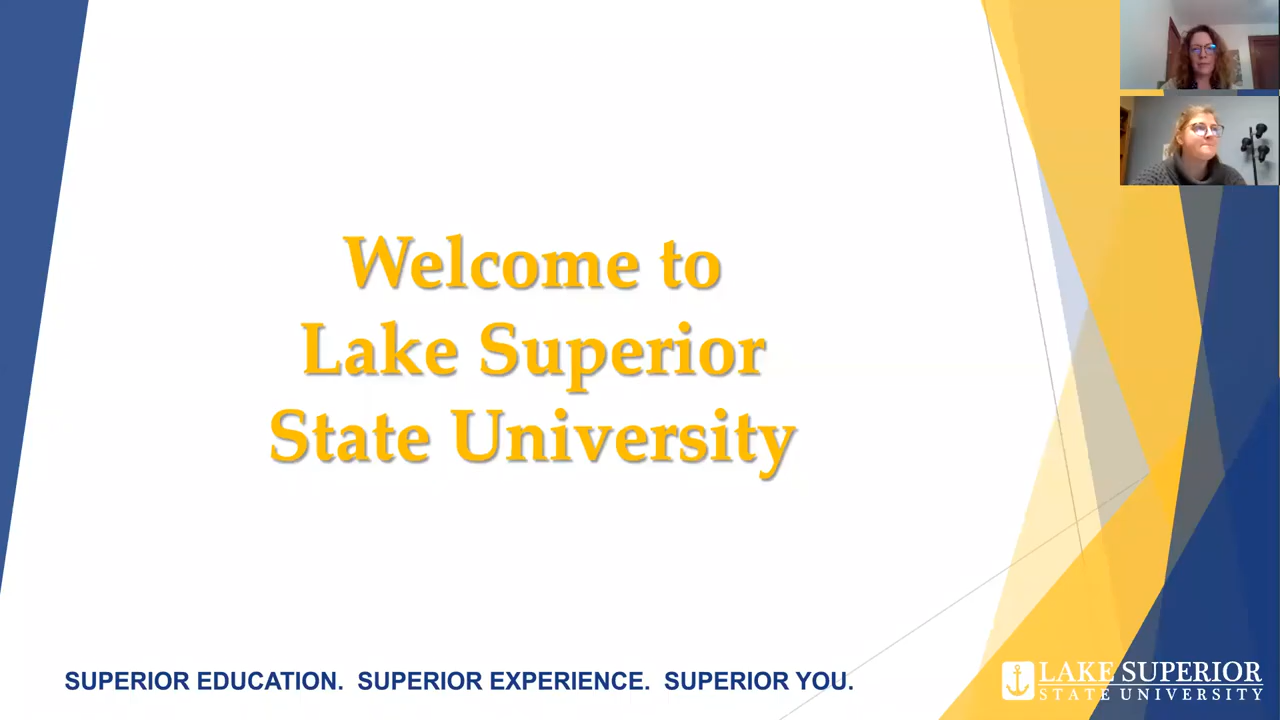 Welcome to
Lake Superior
State University
SUPERIOR EDUCATION.  SUPERIOR EXPERIENCE.  SUPERIOR YOU.
LAKE SUPERIOR
STATE UNIVERSITY